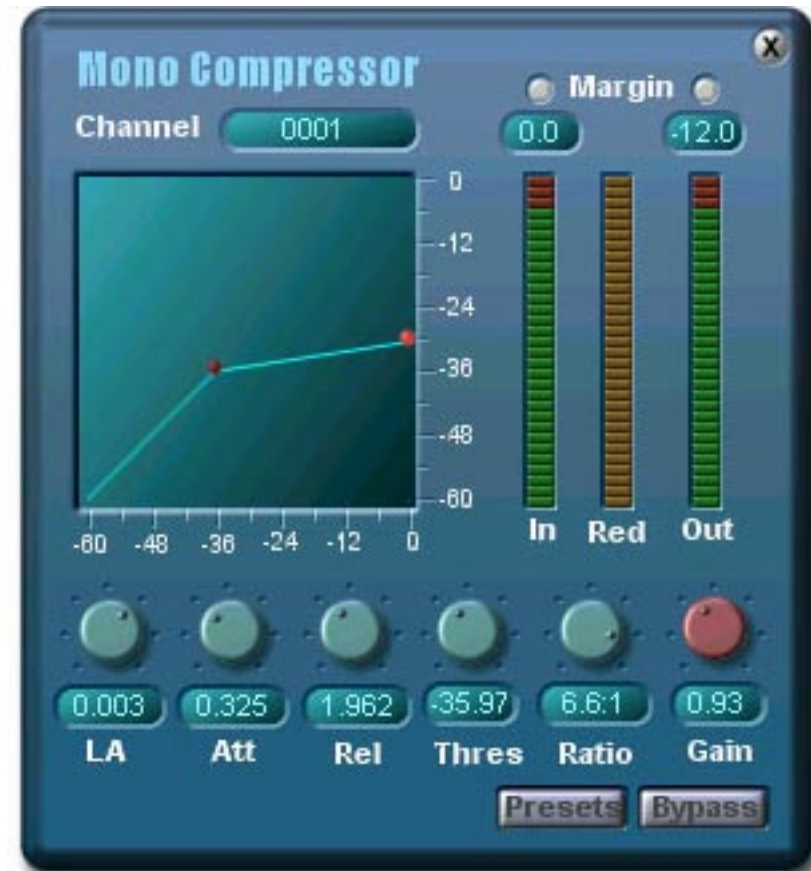 X
Mono Compressor
Margin
Channel 0001 0.0 -12.0
0
-12
-24
-36
-48
-60
-60 -48 -36 -24 -12 0
In Red Out
0.003 0.325 1.962 -35.97 6.6:1 0.93
LA Att Rel Thres Ratio Gain
Presets Bypass